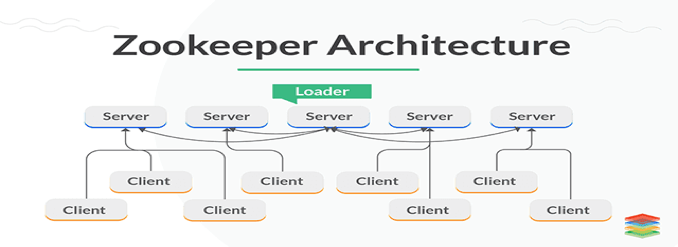 Zookeeper Architecture
Loader
Server Server Server Server Server
Client Client Client Client
Client Client Client Client